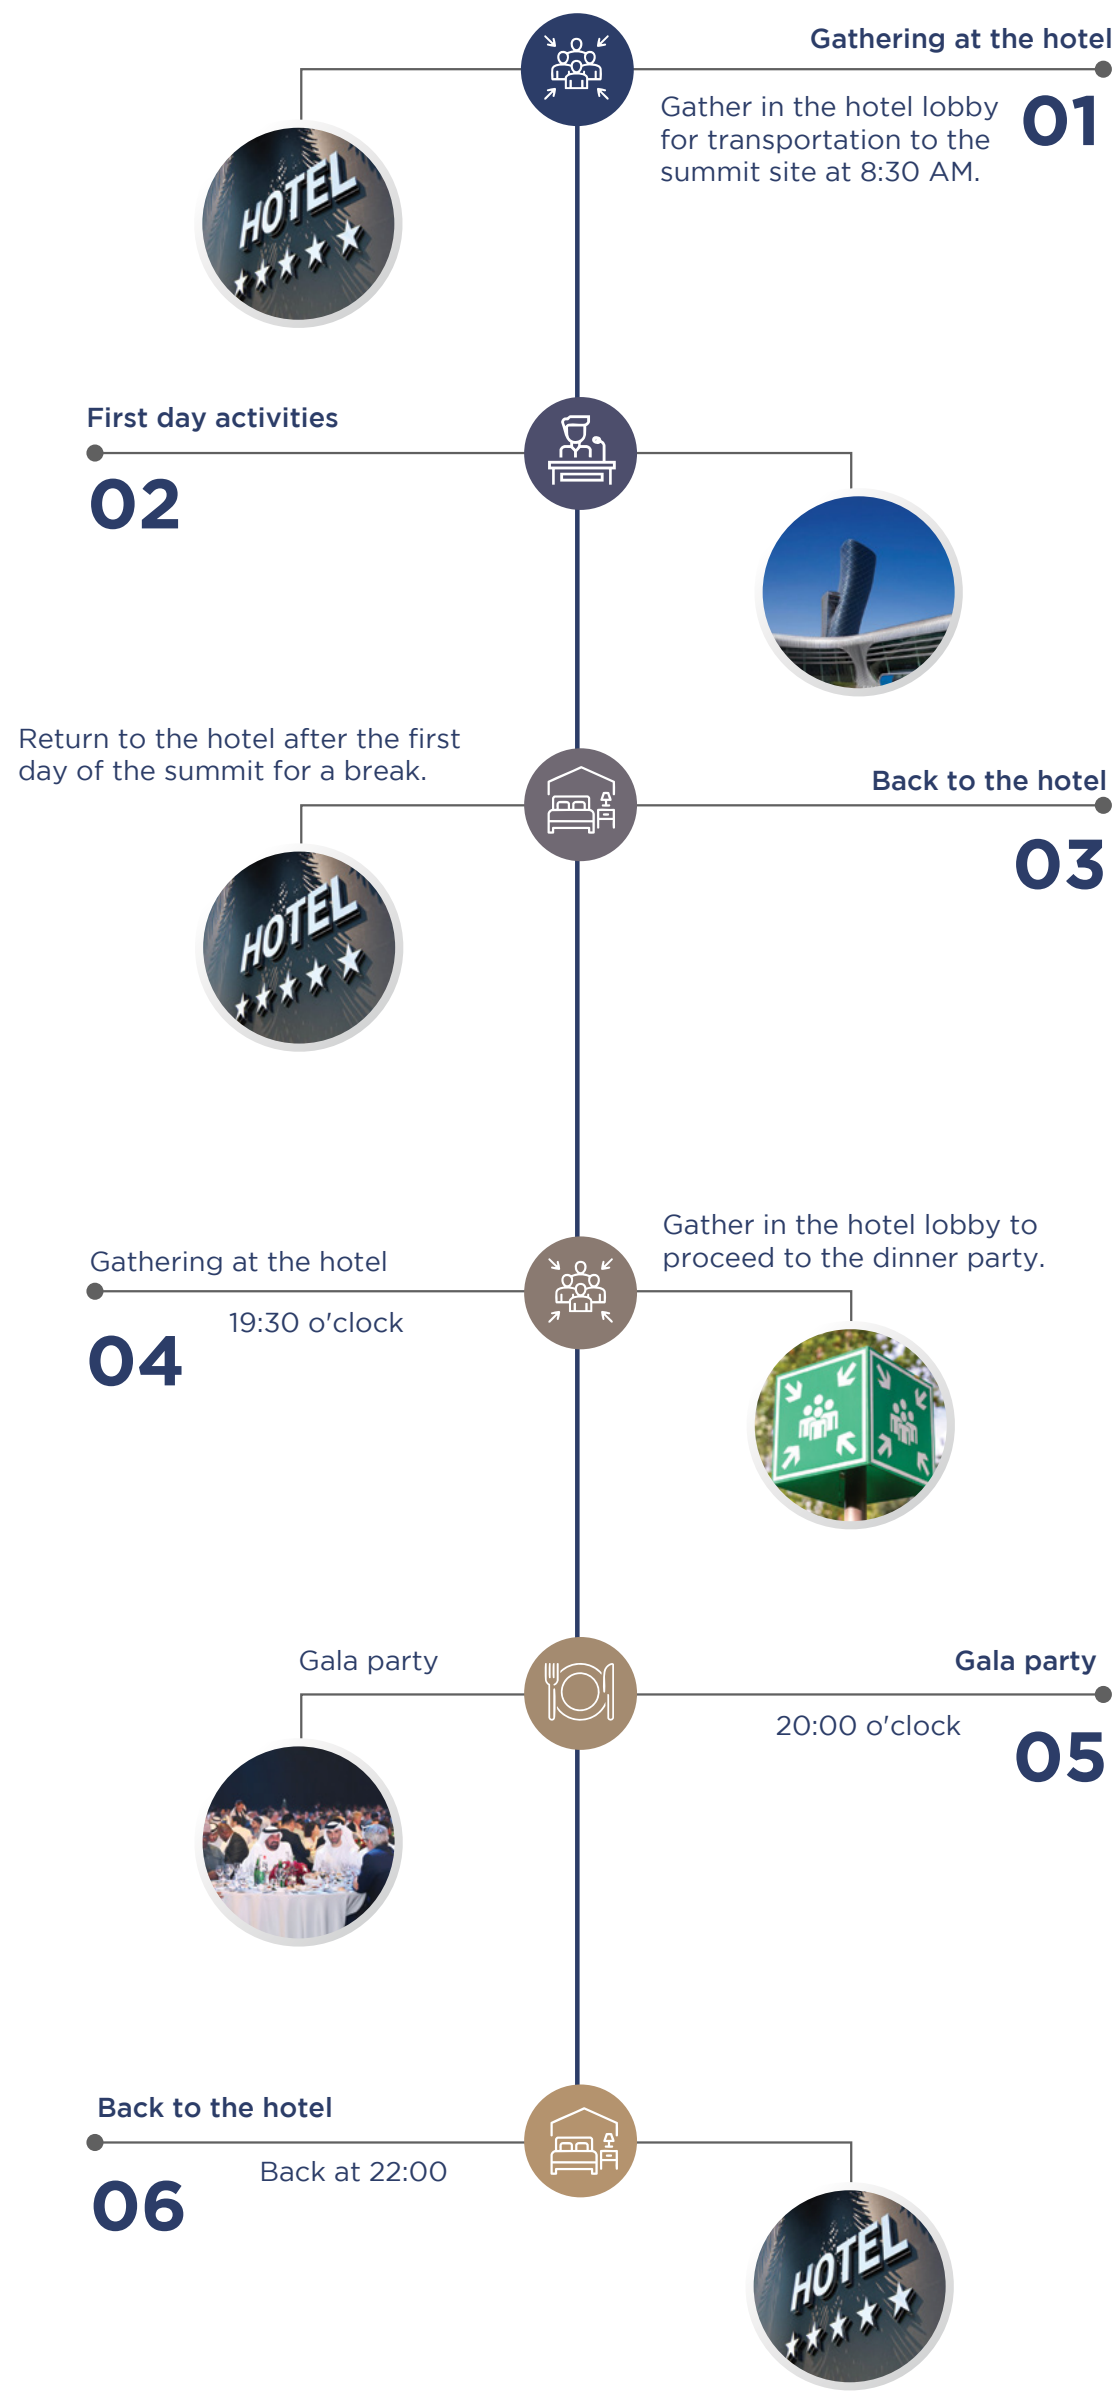 Gathering at the hotel
01
Gather in the hotel lobby
for transportation to the
summit site at 8:30 AM.
HOTEL
First day activities
02
Return to the hotel after the first
day of the summit for a break.
Back to the hotel
03
HOTEL
Gathering at the hotel
19:30 o'clock
04
Gather in the hotel lobby to
proceed to the dinner party.
Gala party
Gala party
20:00 o'clock
05
Back to the hotel
Back at 22:00
06
HOTEL